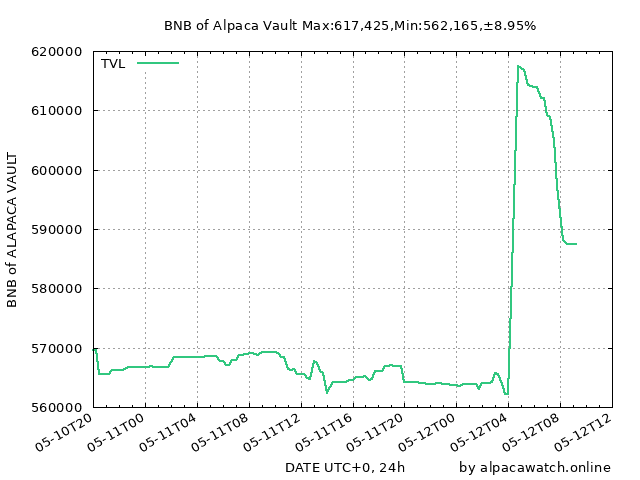 BNB of Alpaca Vault Max:617,425,Min:562,165,±8.95%
TVL
620000
610000
600000
590000
580000
570000
560000
BNB of ALAPACA VAULT
05-10T20
05-11T00
05-11T04
05-11T08
05-11T12
05-11T16
05-11T20
05-12T00
05-12T04
05-12T08
05-12T12
DATE UTC+0, 24h
by alpacawatch.online